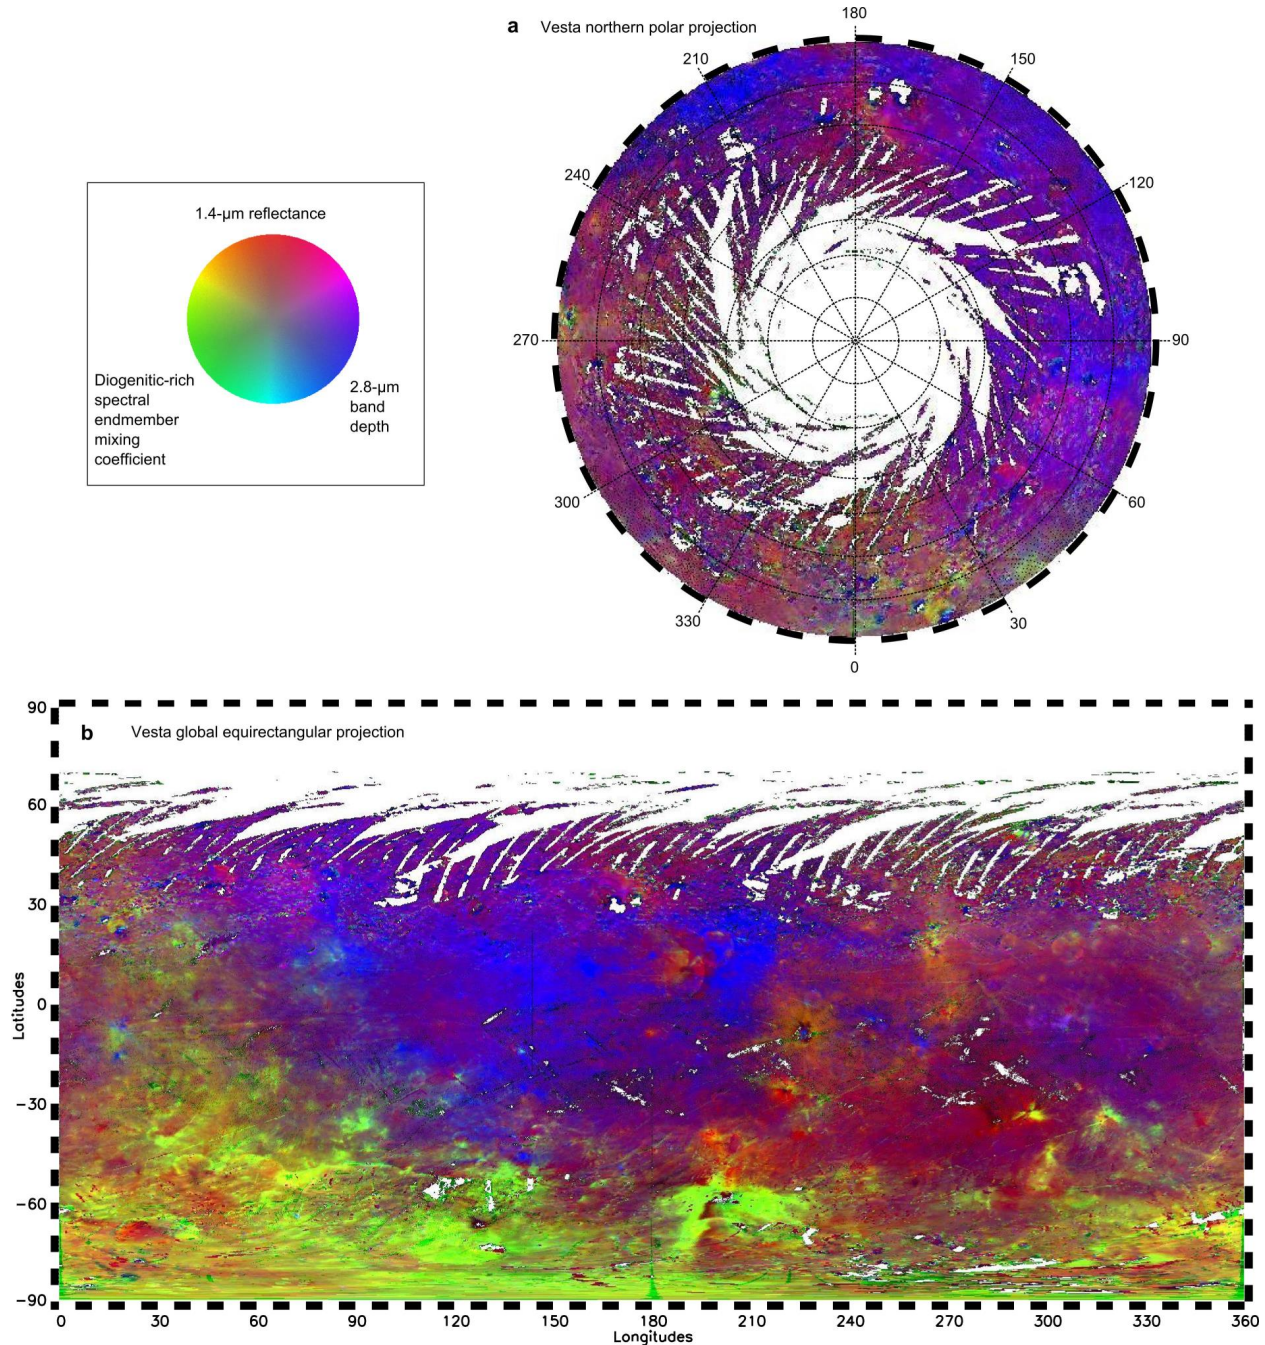 a Vesta northern polar projection
180
210
150
240
120
270
90
300
60
330
30
0
1.4-μm reflectance
Diogenitic-rich
spectral
endmember
mixing
coefficient
2.8-μm
band
depth
b Vesta global equirectangular projection
90
60
30
0
−30
−60
−90
Latitudes
0 30 60 90 120 150 180 210 240 270 300 330 360
Longitudes